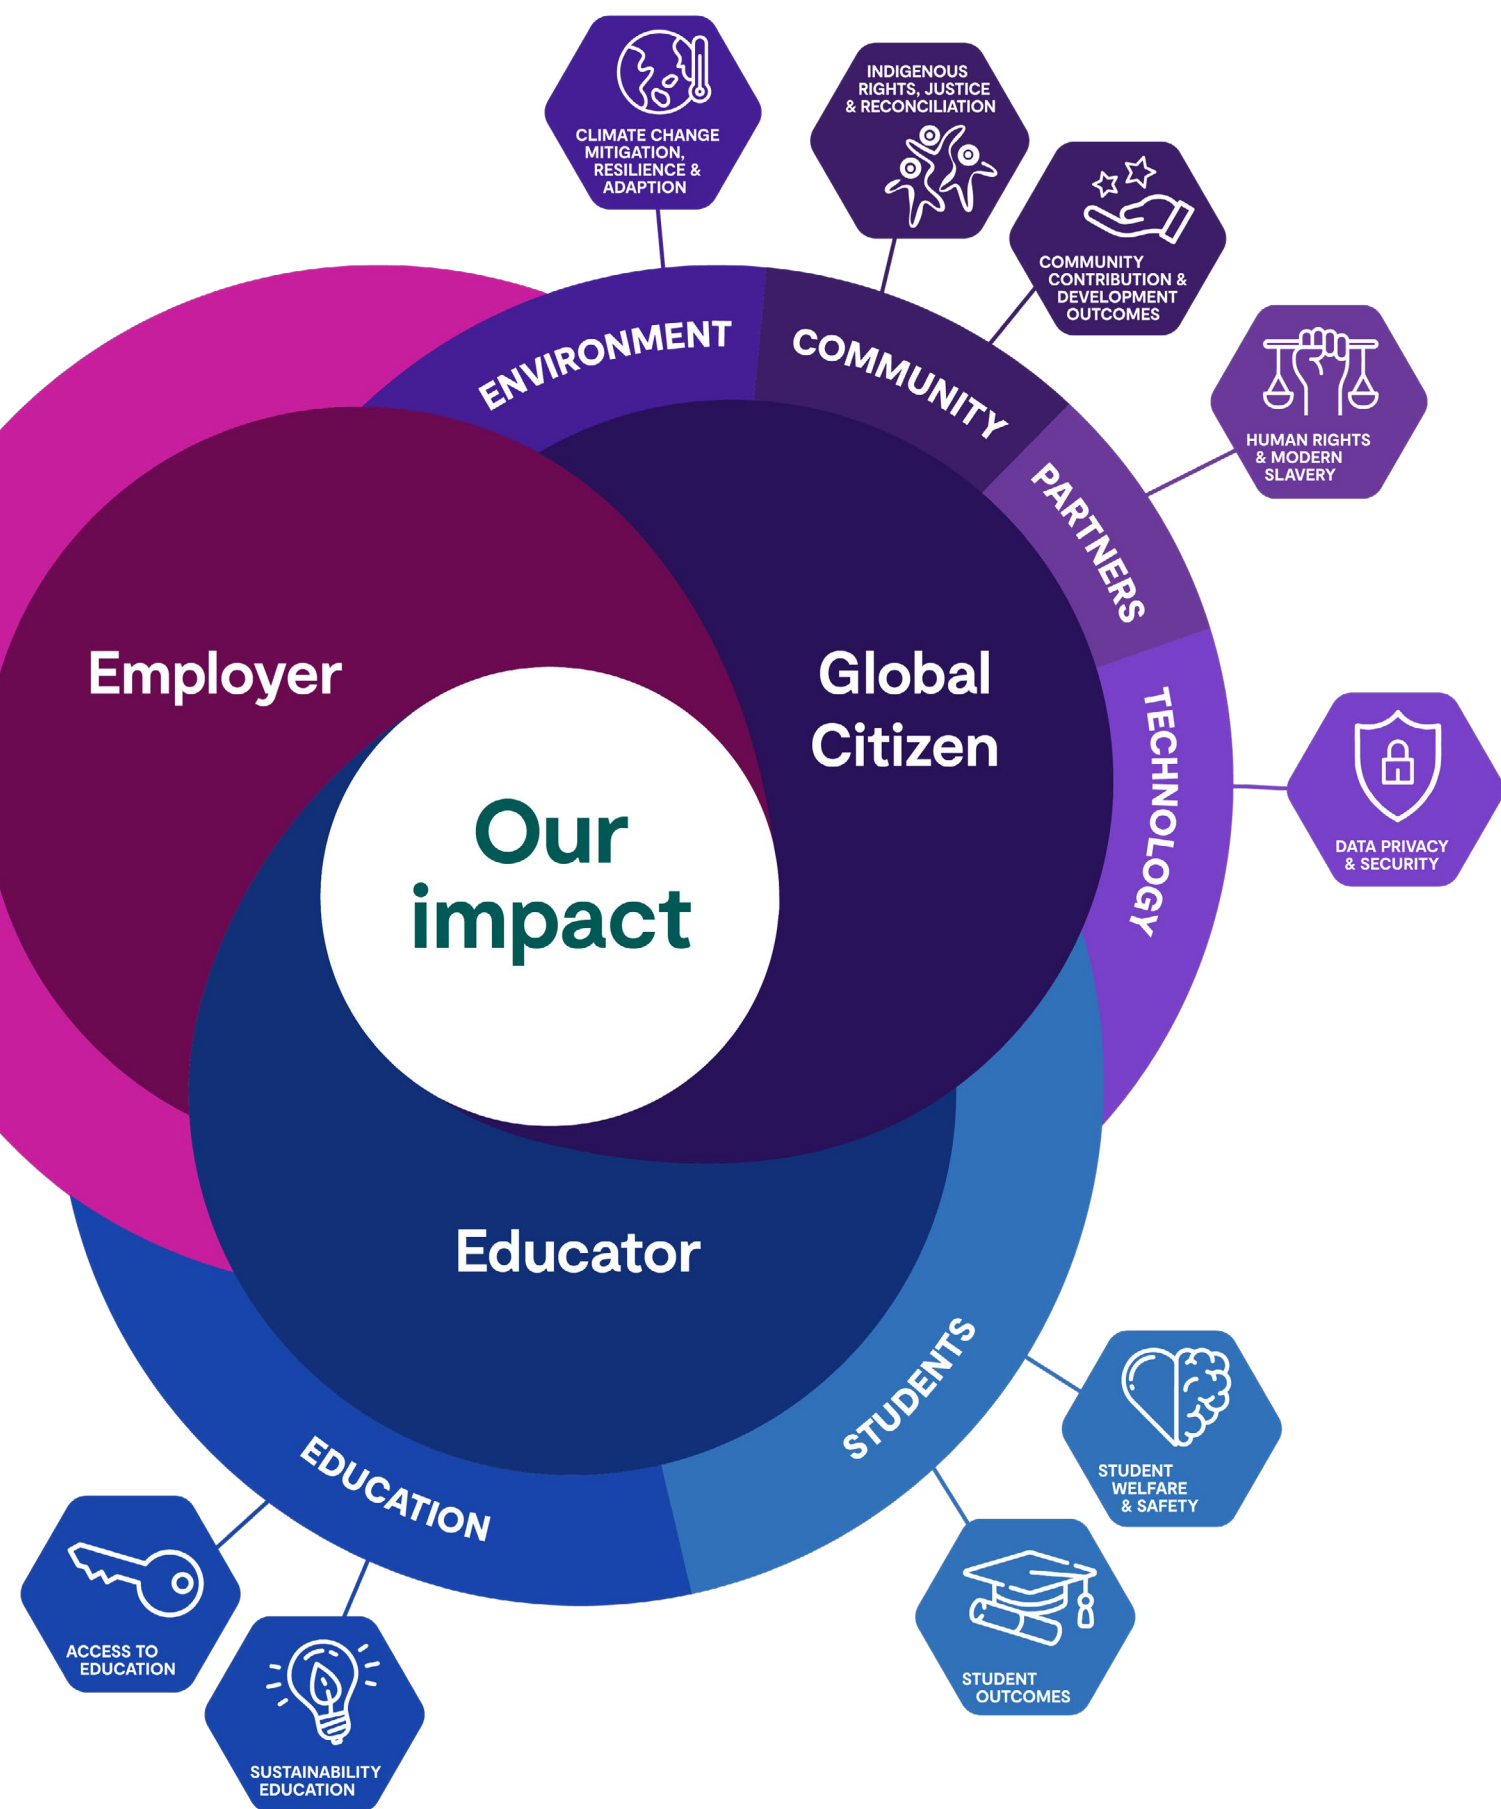 CLIMATE CHANGE
MITIGATION,
RESILIENCE &
ADAPTION
INDIGENOUS
RIGHTS, JUSTICE
& RECONCILIATION
COMMUNITY
CONTRIBUTION &
DEVELOPMENT
OUTCOMES
HUMAN RIGHTS
& MODERN
SLAVERY
ENVIRONMENT
COMMUNITY
PARTNERS
TECHNOLOGY
DATA PRIVACY
& SECURITY
Employer
Global
Citizen
Our
impact
Educator
STUDENTS
EDUCATION
STUDENT
WELFARE
& SAFETY
STUDENT
OUTCOMES
ACCESS TO
EDUCATION
SUSTAINABILITY
EDUCATION